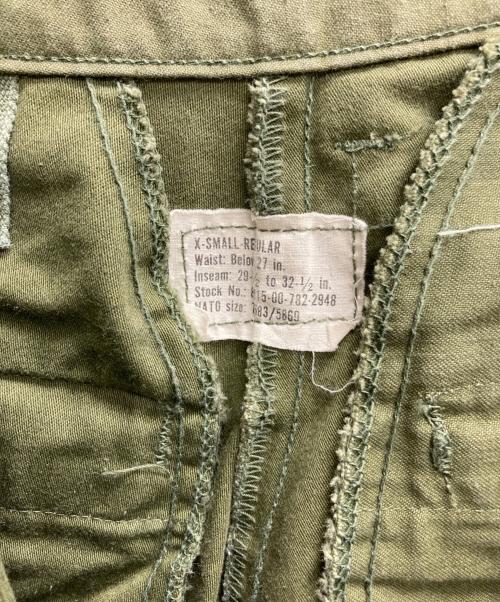 X-SMALL-REGULAR
Waist: Below 27 in.
Inseam: 29-½ to 32-½ in.
Stock No.: 8415-00-782-2948
NATO size: